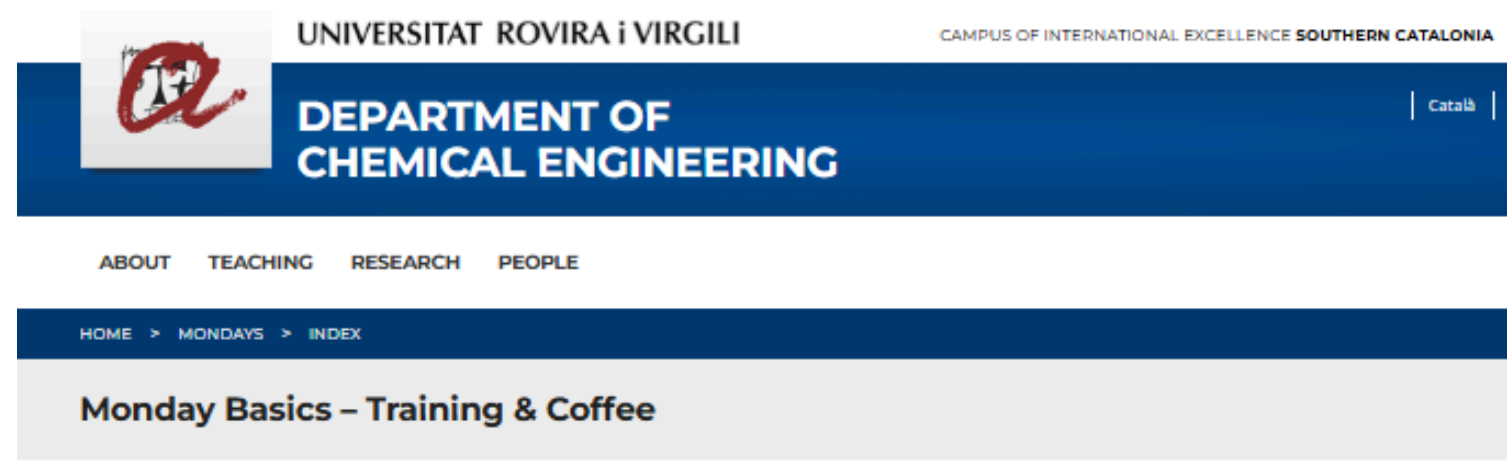 UNIVERSITAT ROVIRA i VIRGILI
CAMPUS OF INTERNATIONAL EXCELLENCE SOUTHERN CATALONIA
DEPARTMENT OF
CHEMICAL ENGINEERING
Català
ABOUT TEACHING RESEARCH PEOPLE
HOME > MONDAYS > INDEX
Monday Basics – Training & Coffee